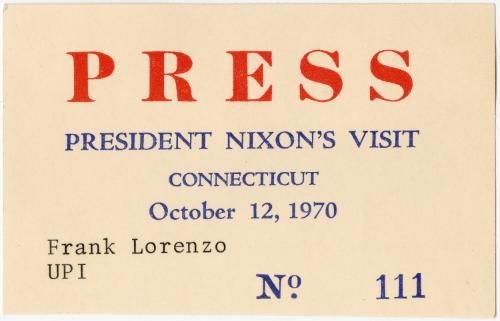 PRESS
PRESIDENT NIXON'S VISIT
CONNECTICUT
October 12, 1970
Frank Lorenzo
UPI
Nº 111